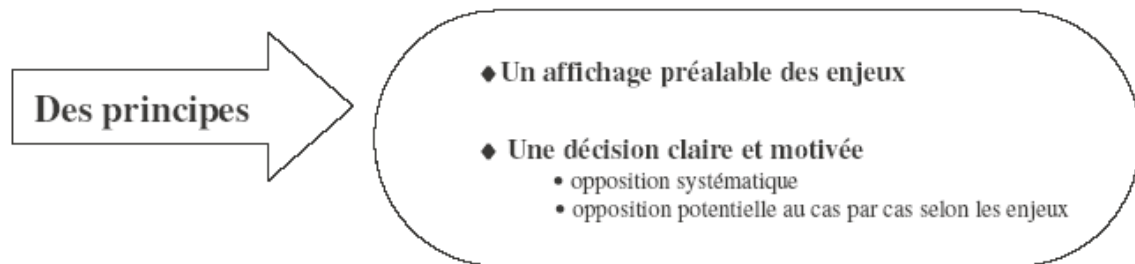 Des principes
♦ Un affichage préalable des enjeux
♦ Une décision claire et motivée
• opposition systématique
• opposition potentielle au cas par cas selon les enjeux